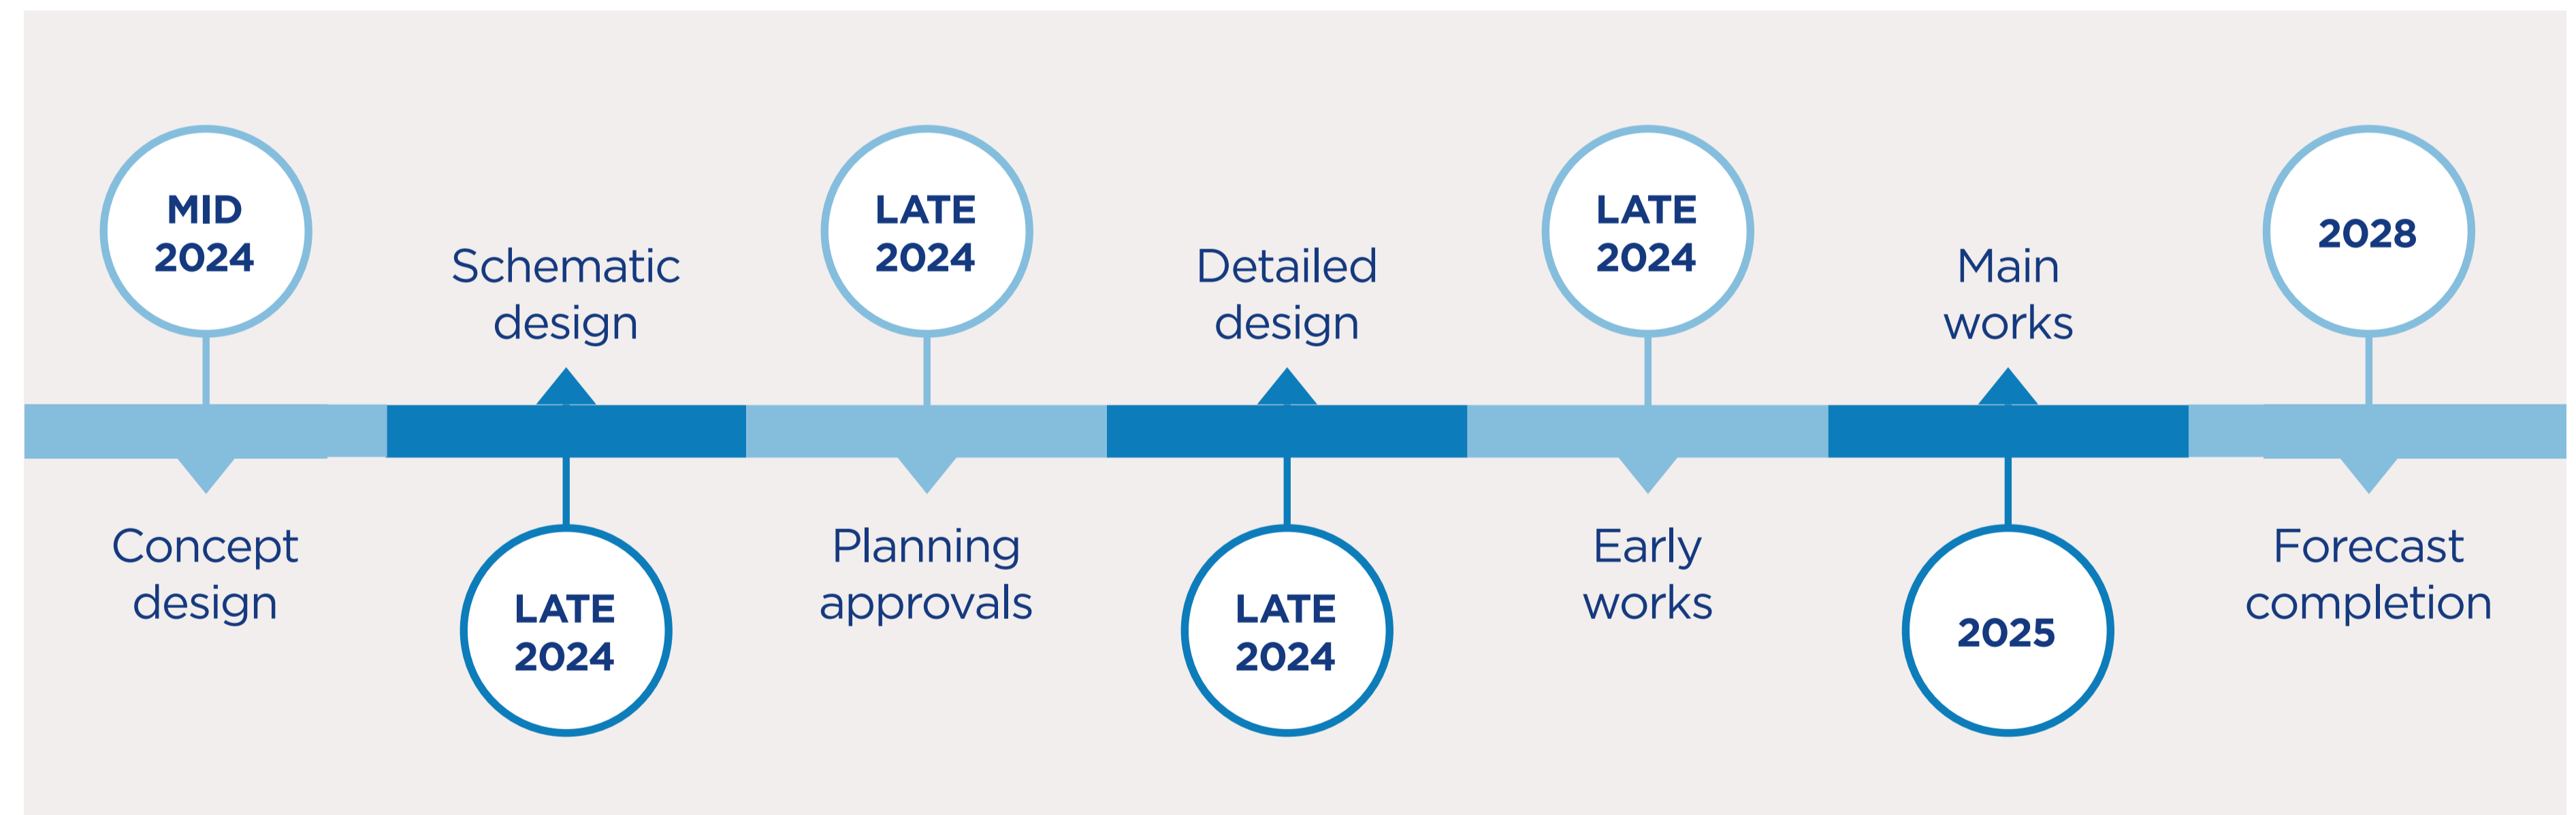 MID
2024
Concept
design
Schematic
design
LATE
2024
LATE
2024
Planning
approvals
Detailed
design
LATE
2024
LATE
2024
Early
works
Main
works
2025
2028
Forecast
completion